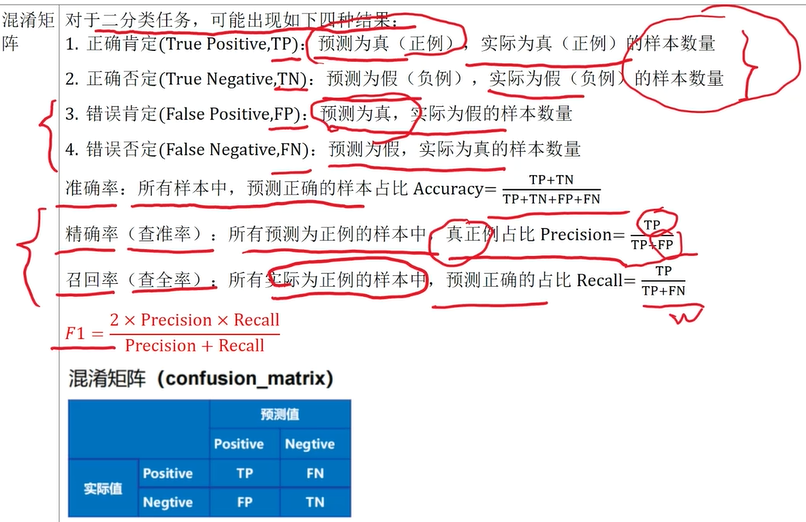 混淆矩阵
对于二分类任务，可能出现如下四种结果：
1. 正确肯定(True Positive,TP)：预测为真（正例），实际为真（正例）的样本数量
2. 正确否定(True Negative,TN)：预测为假（负例），实际为假（负例）的样本数量
3. 错误肯定(False Positive,FP)：预测为真，实际为假的样本数量
4. 错误否定(False Negative,FN)：预测为假，实际为真的样本数量
准确率：所有样本中，预测正确的样本占比 Accuracy= TP+TN / TP+TN+FP+FN
精确率（查准率）：所有预测为正例的样本中，真正例占比 Precision= TP / TP+FP
召回率（查全率）：所有实际为正例的样本中，预测正确的占比 Recall= TP / TP+FN
F1 = 2 × Precision × Recall / Precision + Recall
混淆矩阵（confusion_matrix）
预测值
Positive Negtive
实际值 Positive TP FN
Negtive FP TN